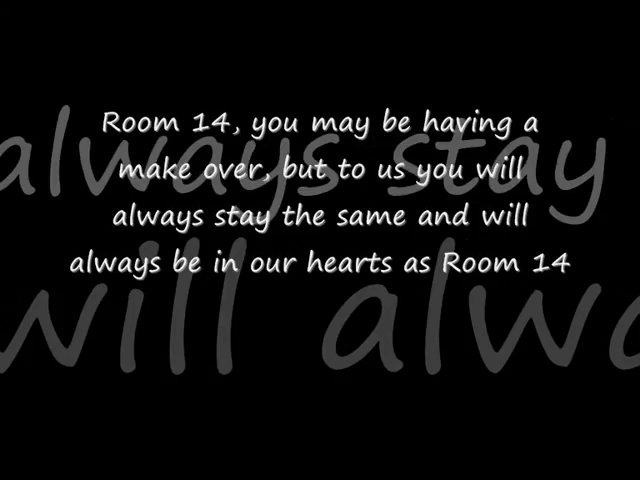 Room 14, you may be having a
make over, but to us you will
always stay the same and will
always be in our hearts as Room 14
always stay
will alwa